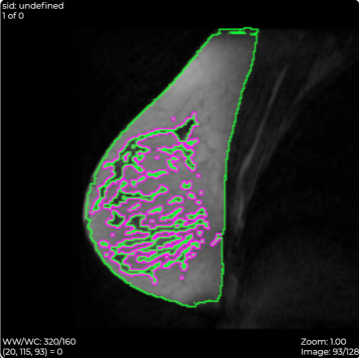 sid: undefined
1 of 0
WW/WC: 320/160
(20, 115, 93) = 0
Zoom: 1.00
Image: 93/128